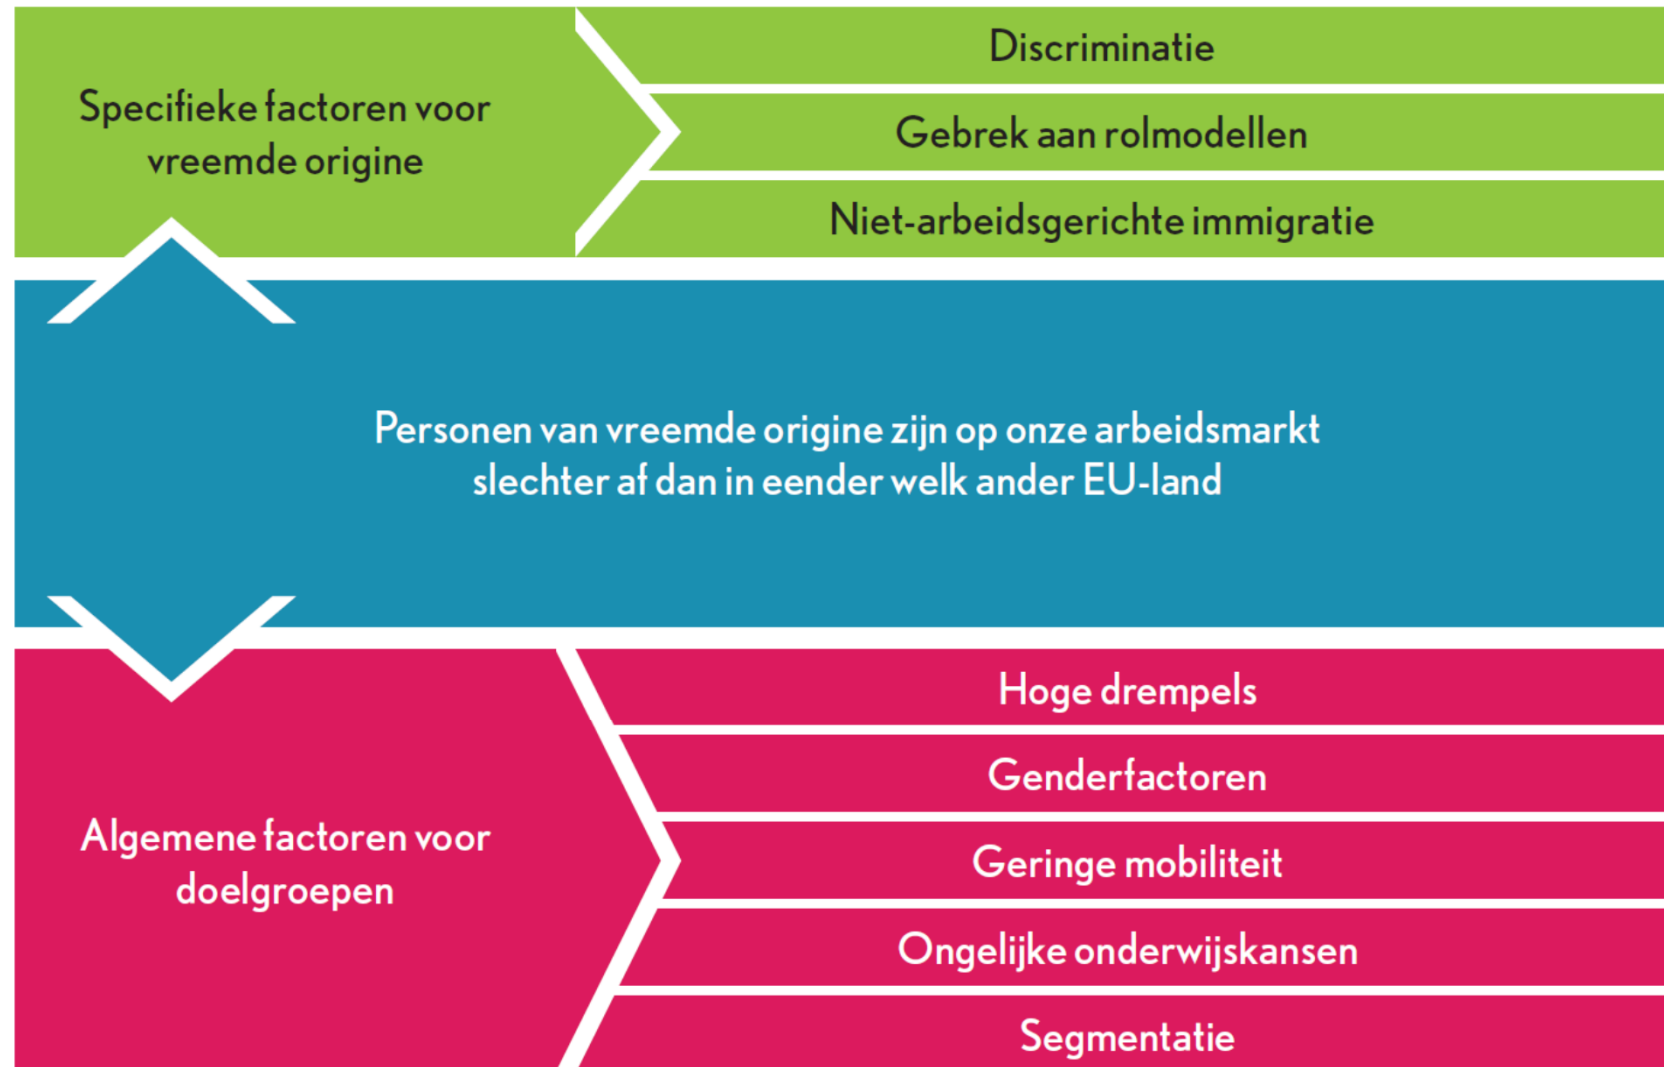 Specifieke factoren voor
vreemde origine
Discriminatie
Gebrek aan rolmodellen
Niet-arbeidsgerichte immigratie
Personen van vreemde origine zijn op onze arbeidsmarkt
slechter af dan in eender welk ander EU-land
Algemene factoren voor
doelgroepen
Hoge drempels
Genderfactoren
Geringe mobiliteit
Ongelijke onderwijskansen
Segmentatie